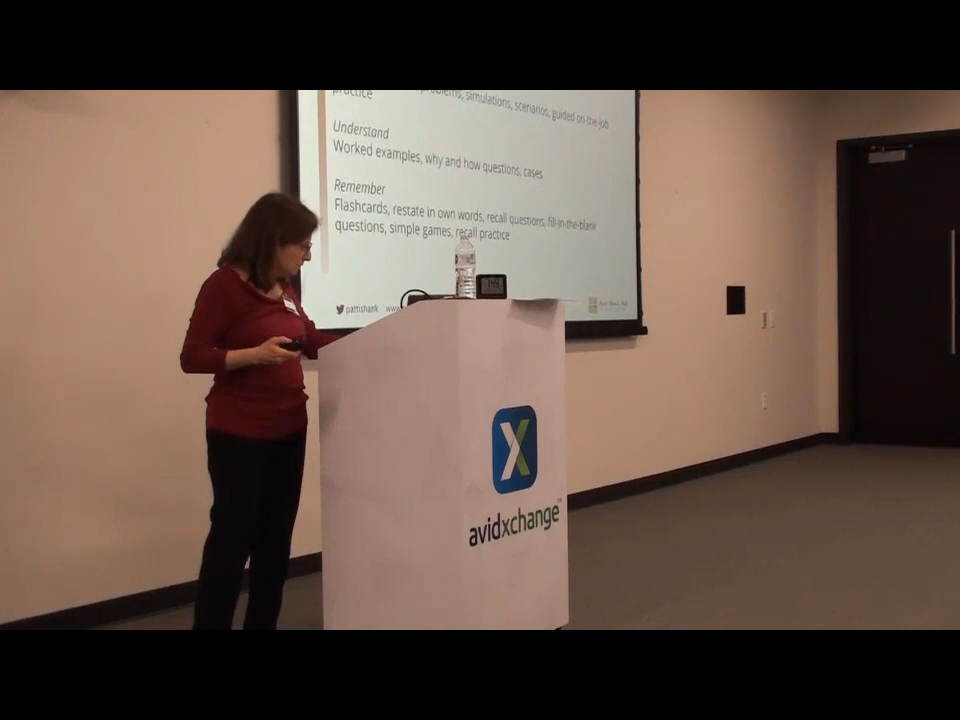 practice problems, simulations, scenarios, guided on-the-job
Understand
Worked examples, why and how questions, cases
Remember
Flashcards, restate in own words, recall questions, fill-in-the-blank
questions, simple games, recall practice
pattishank www.
avidxchange